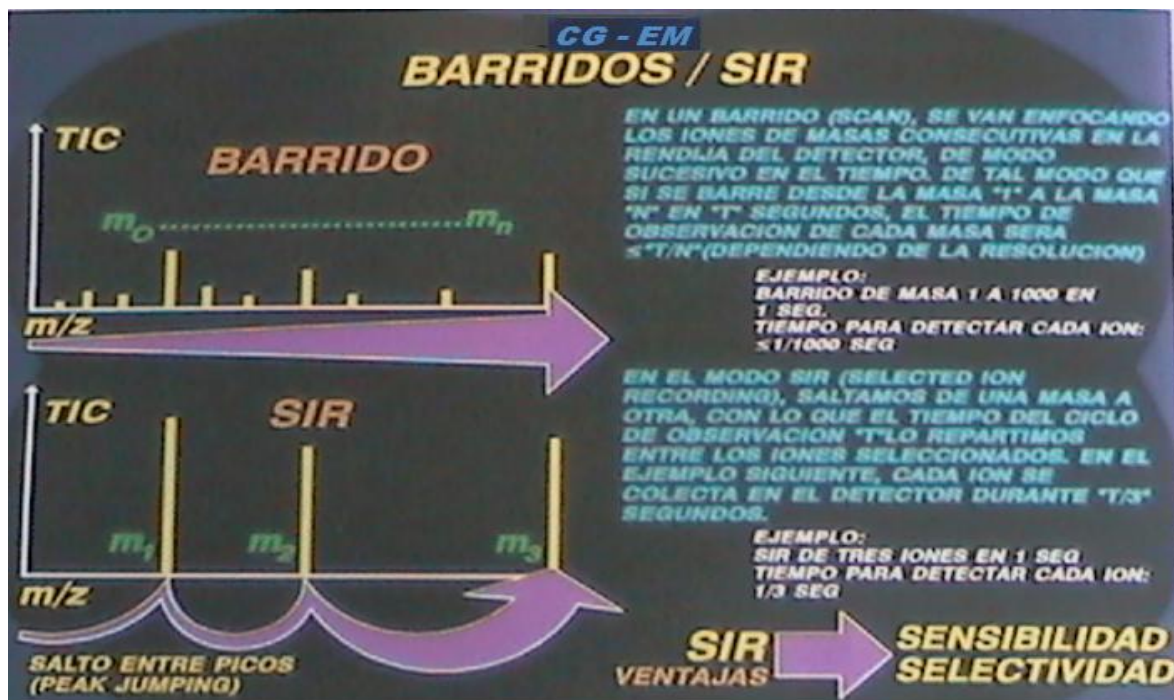 CG - EM
BARRIDOS / SIR
TIC
BARRIDO
mo
mn
m/z
EN UN BARRIDO (SCAN), SE VAN ENFOCANDO
LOS IONES DE MASAS CONSECUTIVAS EN LA
RENDIJA DEL DETECTOR, DE MODO
SUCESIVO EN EL TIEMPO. DE TAL MODO QUE
SI SE BARRE DESDE LA MASA "1" A LA MASA
"N" EN "T" SEGUNDOS, EL TIEMPO DE
OBSERVACION DE CADA MASA SERA
≤"T/N"(DEPENDIENDO DE LA RESOLUCION)
EJEMPLO:
BARRIDO DE MASA 1 A 1000 EN
1 SEG.
TIEMPO PARA DETECTAR CADA ION:
≤1/1000 SEG
TIC
SIR
m1
m2
m3
m/z
SALTO ENTRE PICOS
(PEAK JUMPING)
EN EL MODO SIR (SELECTED ION
RECORDING), SALTAMOS DE UNA MASA A
OTRA, CON LO QUE EL TIEMPO DEL CICLO
DE OBSERVACION "T"LO REPARTIMOS
ENTRE LOS IONES SELECCIONADOS. EN EL
EJEMPLO SIGUIENTE, CADA ION SE
COLECTA EN EL DETECTOR DURANTE "T/3"
SEGUNDOS.
EJEMPLO:
SIR DE TRES IONES EN 1 SEG
TIEMPO PARA DETECTAR CADA ION:
1/3 SEG
SIR
VENTAJAS
SENSIBILIDAD
SELECTIVIDAD